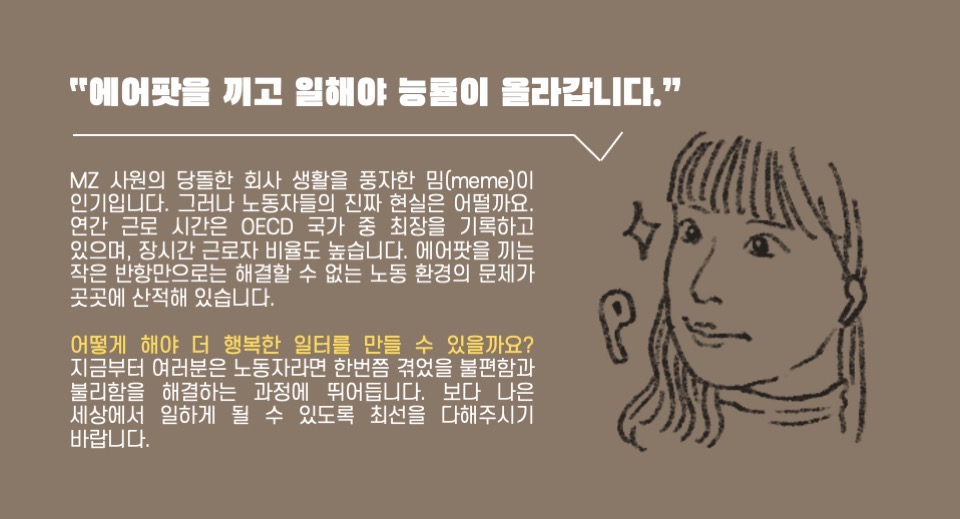 “에어팟을 끼고 일해야 능률이 올라갑니다.”
MZ 사원의 당돌한 회사 생활을 풍자한 밈(meme)이
인기입니다. 그러나 노동자들의 진짜 현실은 어떨까요.
연간 근로 시간은 OECD 국가 중 최장을 기록하고
있으며, 장시간 근로자 비율도 높습니다. 에어팟을 끼는
작은 반항만으로는 해결할 수 없는 노동 환경의 문제가
곳곳에 산적해 있습니다.
어떻게 해야 더 행복한 일터를 만들 수 있을까요?
지금부터 여러분은 노동자라면 한번쯤 겪었을 불편함과
불리함을 해결하는 과정에 뛰어듭니다. 보다 나은
세상에서 일하게 될 수 있도록 최선을 다해주시기
바랍니다.